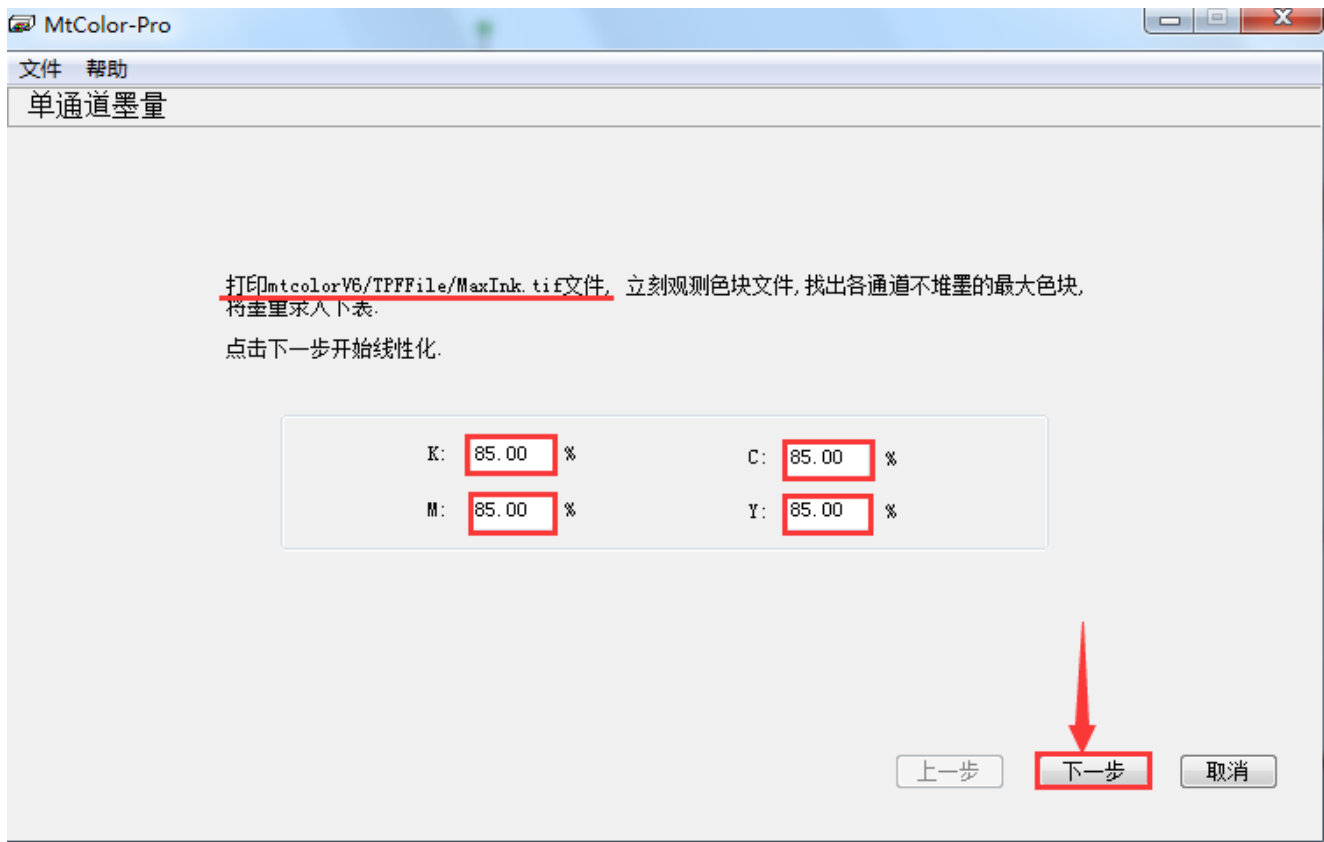 MtColor-Pro
文件 帮助
单通道墨量
打印mtcolorV6/TPFFile/MaxInk.tif文件, 立刻观测色块文件,找出各通道不堆墨的最大色块,
将墨量录入下表.
点击下一步开始线性化.
K: 85.00 % C: 85.00 %
M: 85.00 % Y: 85.00 %
上一步 下一步 取消